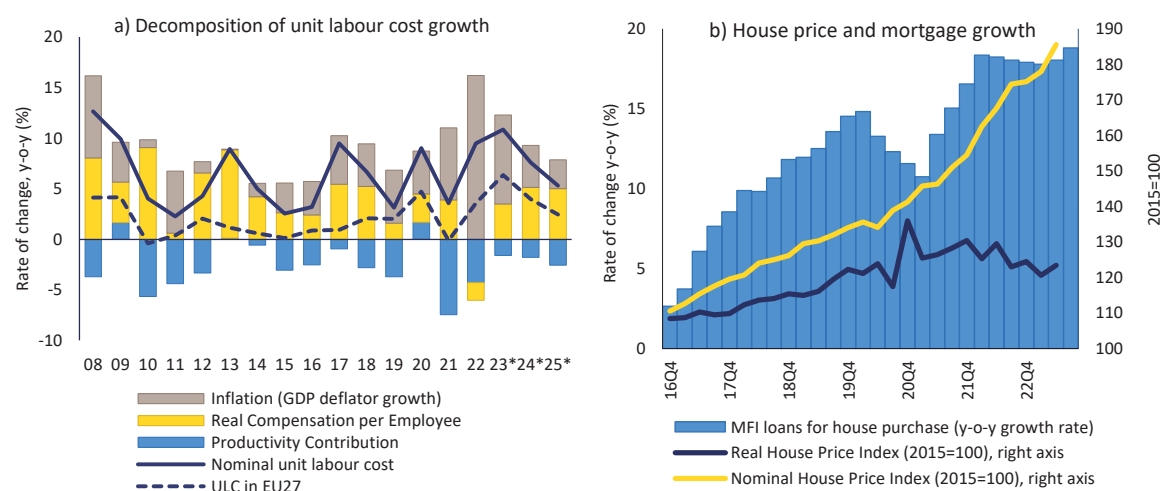 a) Decomposition of unit labour cost growth
Rate of change, y-o-y (%)
20
15
10
5
0
-5
-10
08 09 10 11 12 13 14 15 16 17 18 19 20 21 22 23* 24* 25*
Inflation (GDP deflator growth)
Real Compensation per Employee
Productivity Contribution
Nominal unit labour cost
ULC in EU27
b) House price and mortgage growth
Rate of change y-o-y (%)
20
15
10
5
0
190
180
170
160
150
140
130
120
110
100
2015=100
16Q4 17Q4 18Q4 19Q4 20Q4 21Q4 22Q4
MFI loans for house purchase (y-o-y growth rate)
Real House Price Index (2015=100), right axis
Nominal House Price Index (2015=100), right axis